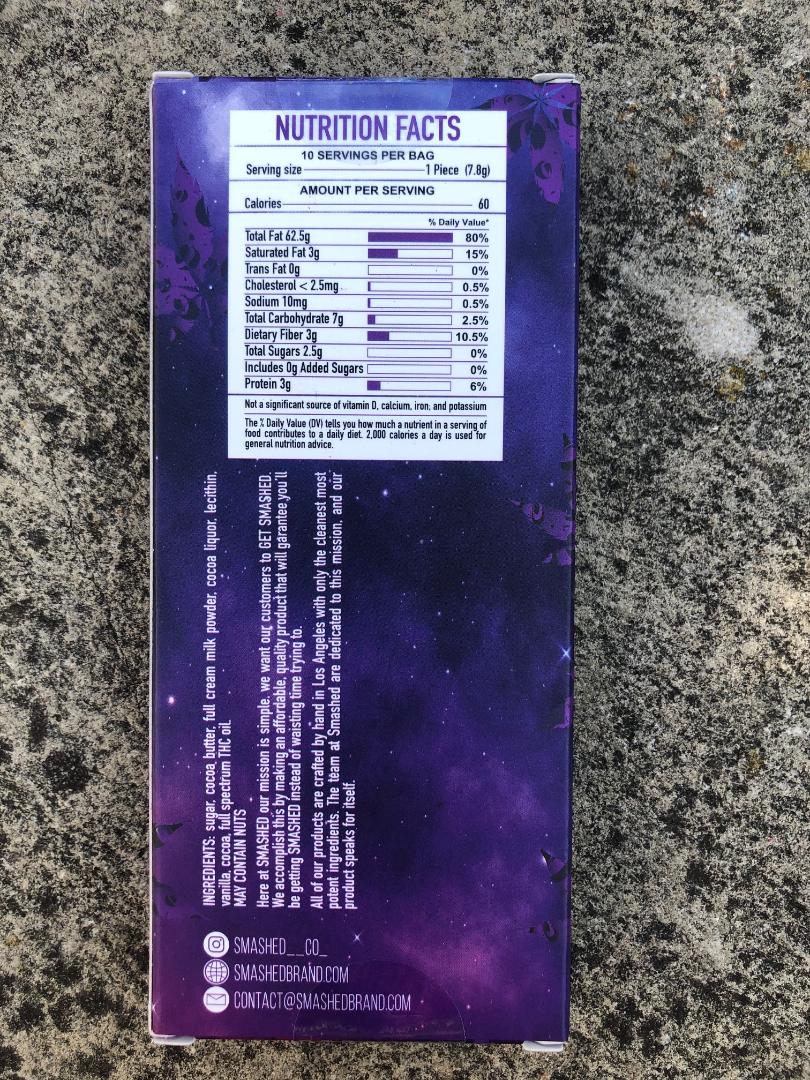 NUTRITION FACTS
10 SERVINGS PER BAG
Serving size 1 Piece (7.8g)
AMOUNT PER SERVING
Calories 60
% Daily Value*
Total Fat 62.5g 80%
Saturated Fat 3g 15%
Trans Fat 0g 0%
Cholesterol < 2.5mg 0.5%
Sodium 10mg 0.5%
Total Carbohydrate 7g 2.5%
Dietary Fiber 3g 10.5%
Total Sugars 2.5g 0%
Includes 0g Added Sugars 0%
Protein 3g 6%
Not a significant source of vitamin D, calcium, iron, and potassium
The % Daily Value (DV) tells you how much a nutrient in a serving of
food contributes to a daily diet. 2,000 calories a day is used for
general nutrition advice.
INGREDIENTS: sugar, cocoa butter, full cream milk powder, cocoa liquor, lecithin,
vanilla, cocoa, full spectrum THC oil.
MAY CONTAIN NUTS
Here at SMASHED our mission is simple, we want our customers to GET SMASHED.
We accomplish this by making an affordable, quality product that will garantee you'll
be getting SMASHED instead of waisting time trying to.
All of our products are crafted by hand in Los Angeles with only the cleanest most
potent ingredients. The team at Smashed are dedicated to this mission, and our
product speaks for itself.
SMASHED__CO_
SMASHEDBRAND.COM
CONTACT@SMASHEDBRAND.COM